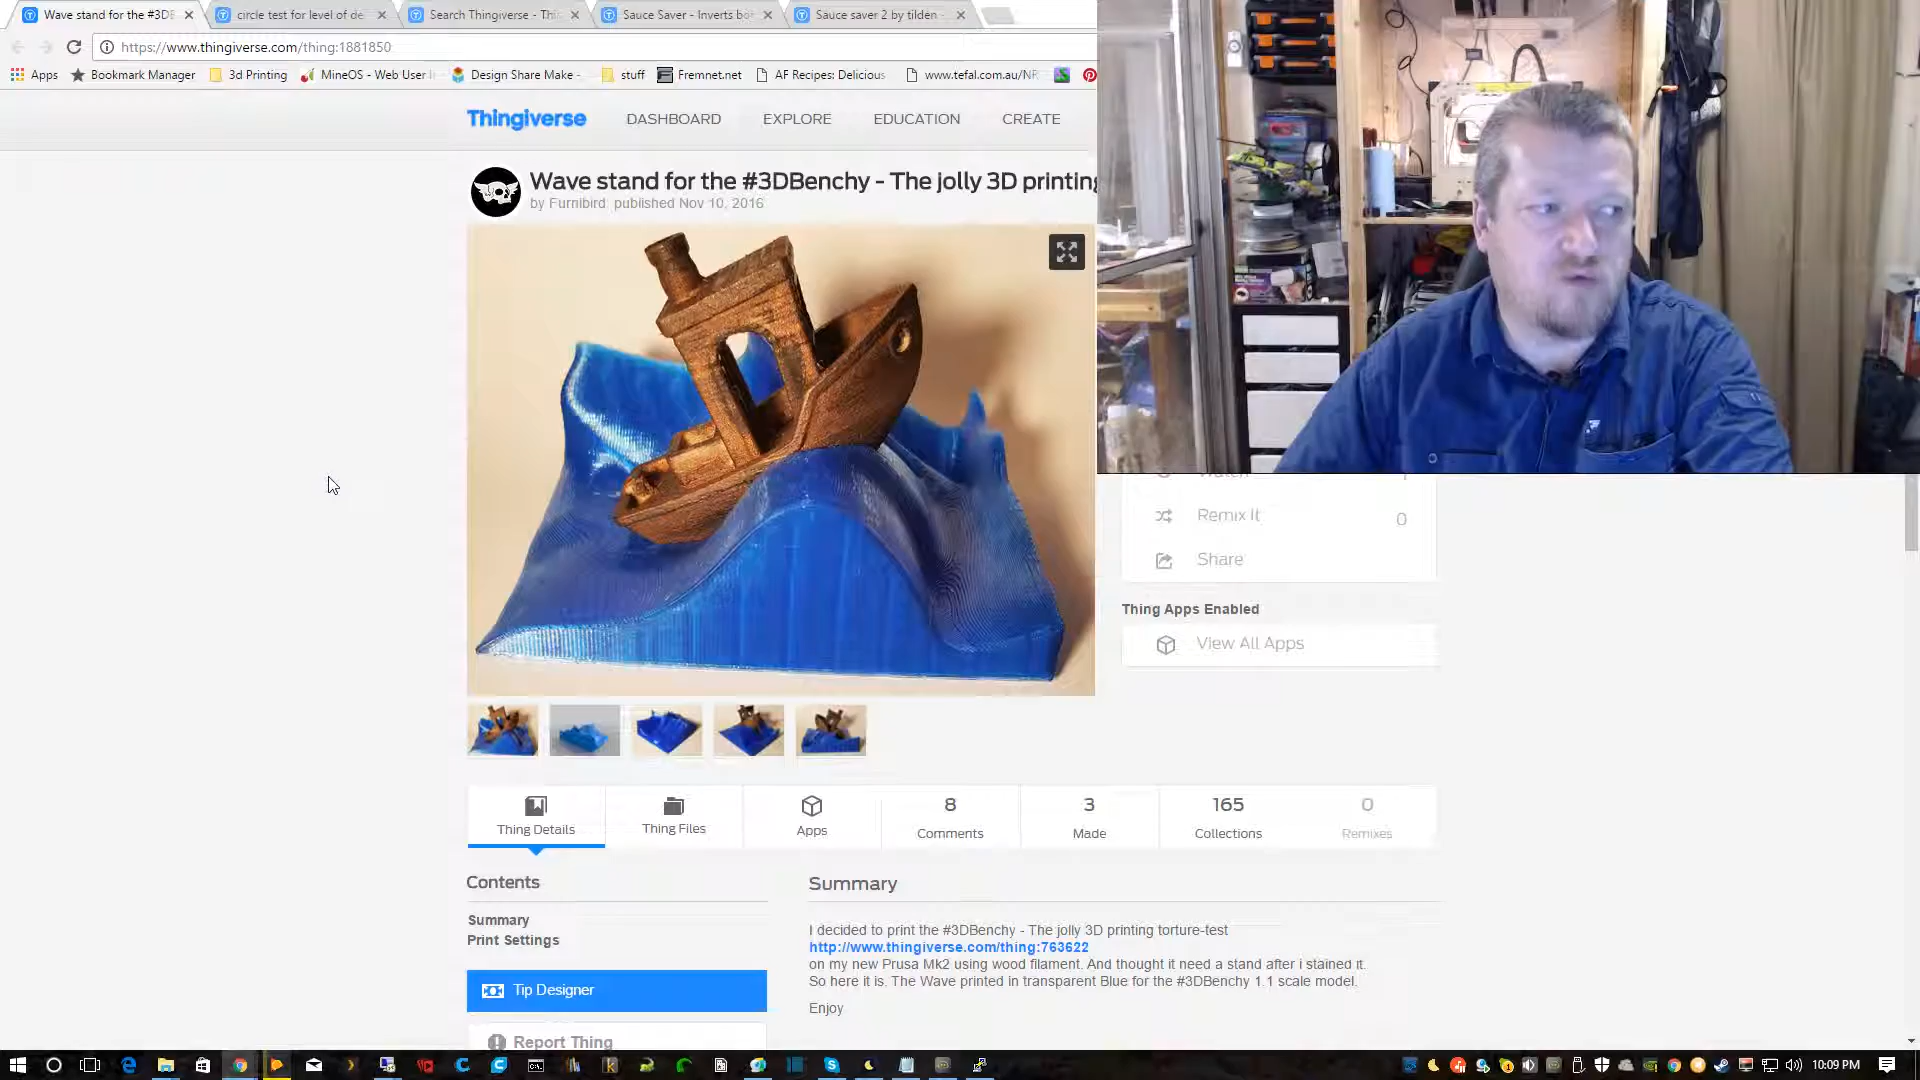 Wave stand for the #3DBE
circle test for level of de
Search Thingiverse - Thi
Sauce Saver - Inverts bo
Sauce saver 2 by tilden -
https://www.thingiverse.com/thing:1881850
Apps
Bookmark Manager
3d Printing
MineOS - Web User I
Design Share Make -
stuff
Fremnet.net
AF Recipes: Delicious
www.tefal.com.au/NR
Thingiverse
DASHBOARD
EXPLORE
EDUCATION
CREATE
Wave stand for the #3DBenchy - The jolly 3D printing
by Furnibird published Nov 10, 2016
Watch
1
Remix It
0
Share
Thing Apps Enabled
View All Apps
Thing Details
Thing Files
Apps
8
Comments
3
Made
165
Collections
0
Remixes
Contents
Summary
Print Settings
Tip Designer
Report Thing
Summary
I decided to print the #3DBenchy - The jolly 3D printing torture-test
http://www.thingiverse.com/thing:763622
on my new Prusa Mk2 using wood filament. And thought it need a stand after i stained it.
So here it is. The Wave printed in transparent Blue for the #3DBenchy 1.1 scale model.
Enjoy
10:09 PM